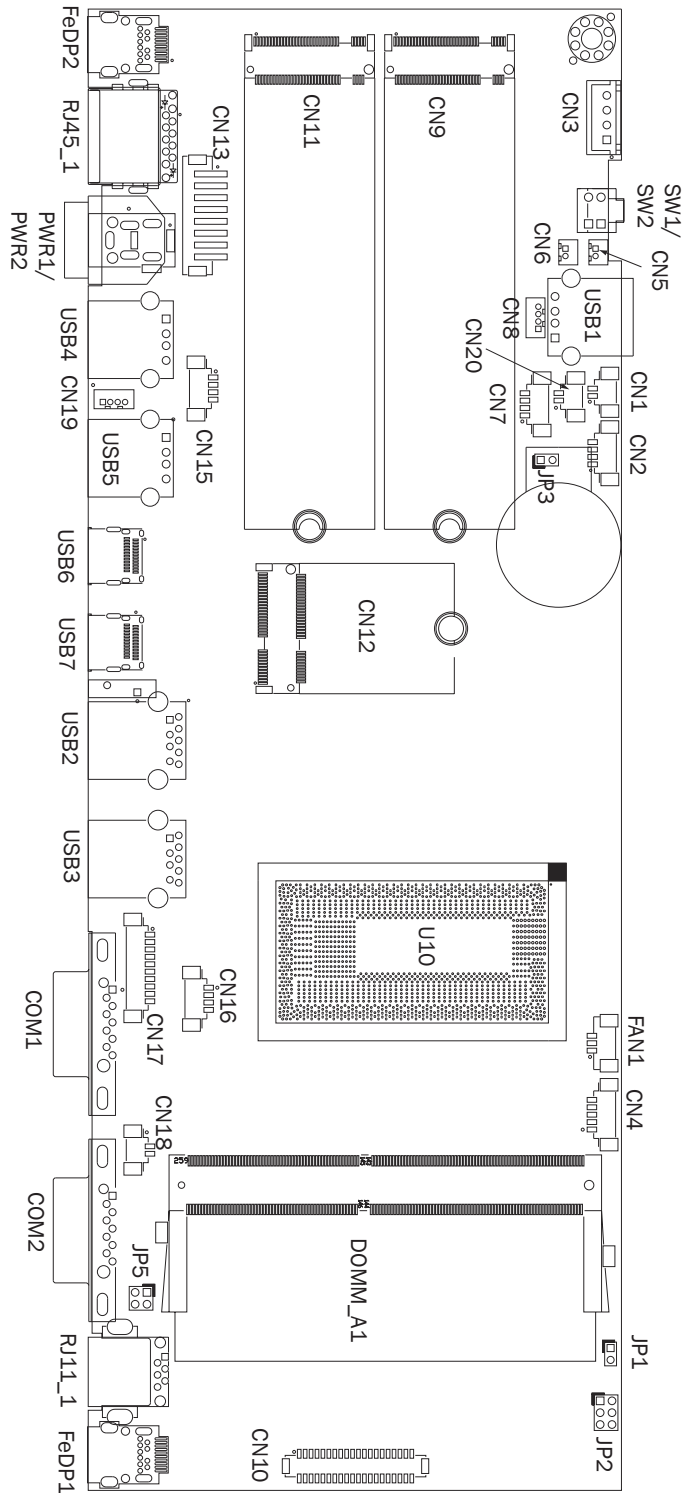 FeDP2
RJ45_1
PWR1/
PWR2
USB4
CN19
USB5
USB6
USB7
USB2
USB3
COM1
COM2
RJ11_1
FeDP1
CN13
CN15
CN17
CN16
CN18
JP5
CN10
CN11
CN9
CN12
U10
DOMM_A1
259
CN3
SW1/
SW2
CN6
CN5
USB1
CN8
CN20
CN7
CN1
CN2
JP3
FAN1
CN4
JP1
JP2